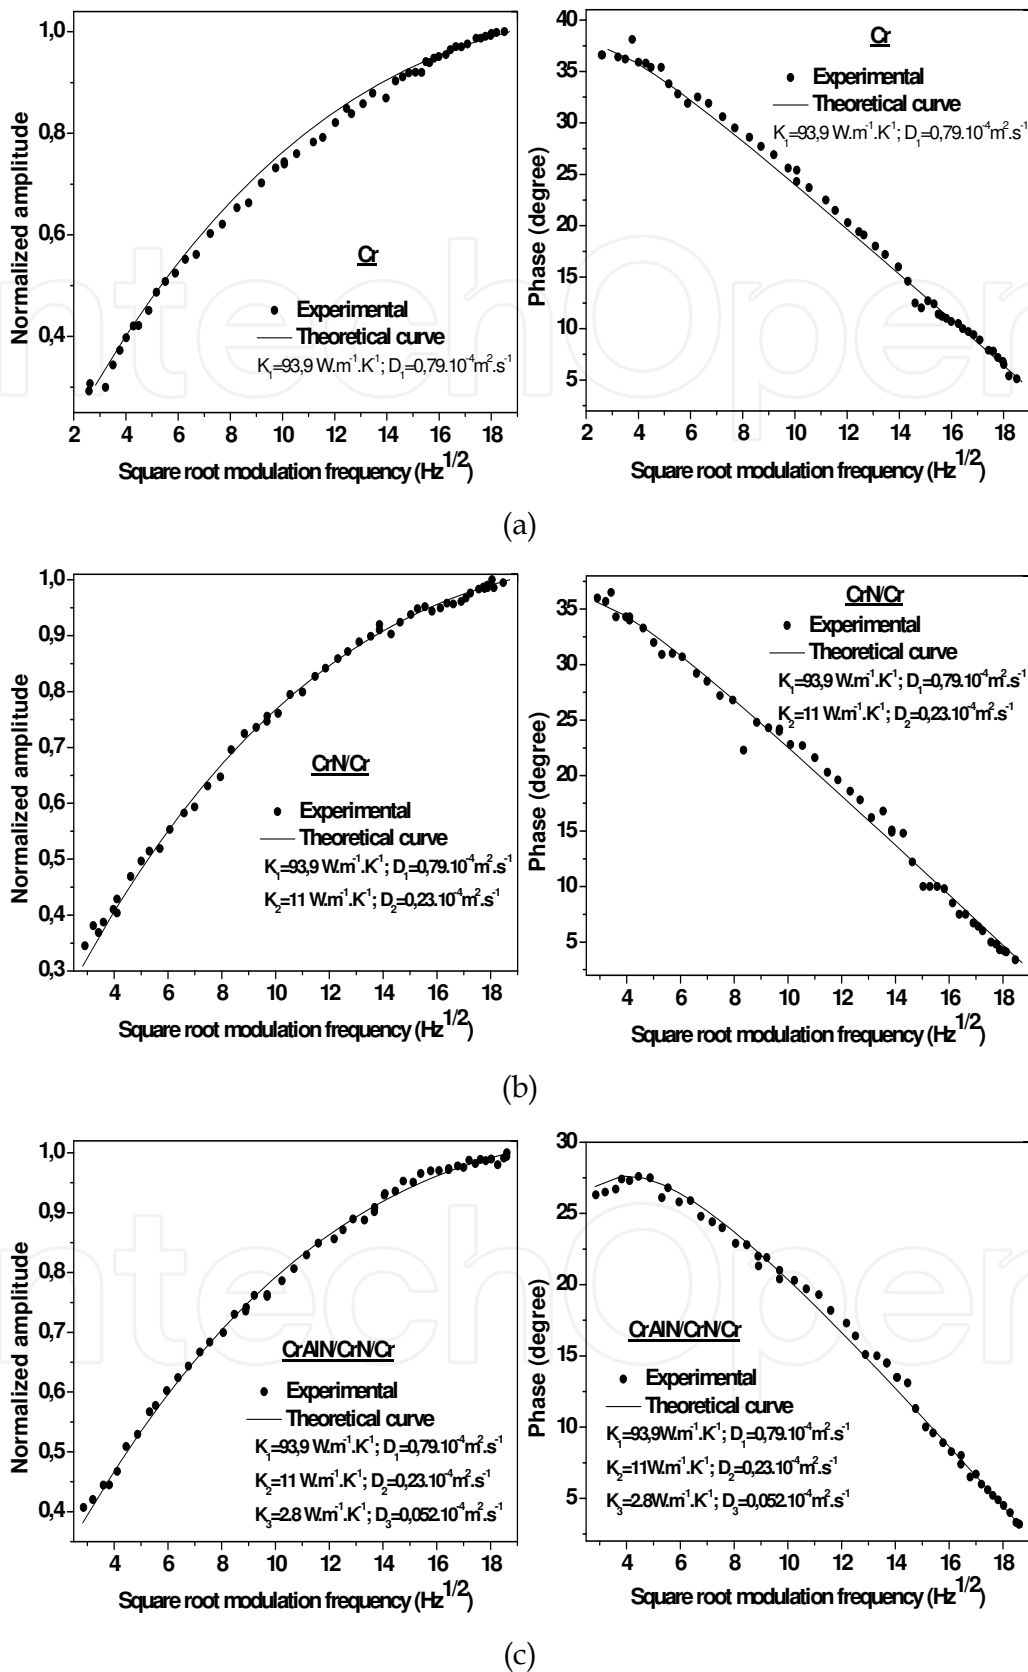 1,0
0,8
0,6
0,4
Normalized amplitude
Cr
Experimental
Theoretical curve
K1=93,9 W.m-1.K-1; D1=0,79.10-4m2.s-1
2 4 6 8 10 12 14 16 18
Square root modulation frequency (Hz1/2)
40
35
30
25
20
15
10
5
Phase (degree)
Cr
Experimental
Theoretical curve
K1=93,9 W.m-1.K-1; D1=0,79.10-4m2.s-1
2 4 6 8 10 12 14 16 18
Square root modulation frequency (Hz1/2)
(a)
1,0
0,9
0,8
0,7
0,6
0,5
0,4
0,3
Normalized amplitude
CrN/Cr
Experimental
Theoretical curve
K1=93,9 W.m-1.K-1; D1=0,79.10-4m2.s-1
K2=11 W.m-1.K-1; D2=0,23.10-4m2.s-1
4 6 8 10 12 14 16 18
Square root modulation frequency (Hz1/2)
35
30
25
20
15
10
5
Phase (degree)
CrN/Cr
Experimental
Theoretical curve
K1=93,9 W.m-1.K-1; D1=0,79.10-4m2.s-1
K2=11 W.m-1.K-1; D2=0,23.10-4m2.s-1
4 6 8 10 12 14 16 18
Square root modulation frequency (Hz1/2)
(b)
1,0
0,9
0,8
0,7
0,6
0,5
0,4
Normalized amplitude
CrAlN/CrN/Cr
Experimental
Theoretical curve
K1=93,9 W.m-1.K-1; D1=0,79.10-4m2.s-1
K2=11 W.m-1.K-1; D2=0,23.10-4m2.s-1
K3=2.8 W.m-1.K-1; D3=0,052.10-4m2.s-1
4 6 8 10 12 14 16 18
Square root modulation frequency (Hz1/2)
30
25
20
15
10
5
Phase (degree)
CrAlN/CrN/Cr
Experimental
Theoretical curve
K1=93,9W.m-1.K-1; D1=0,79.10-4m2.s-1
K2=11W.m-1.K-1; D2=0,23.10-4m2.s-1
K3=2.8W.m-1.K-1; D3=0,052.10-4m2.s-1
4 6 8 10 12 14 16 18
Square root modulation frequency (Hz1/2)
(c)